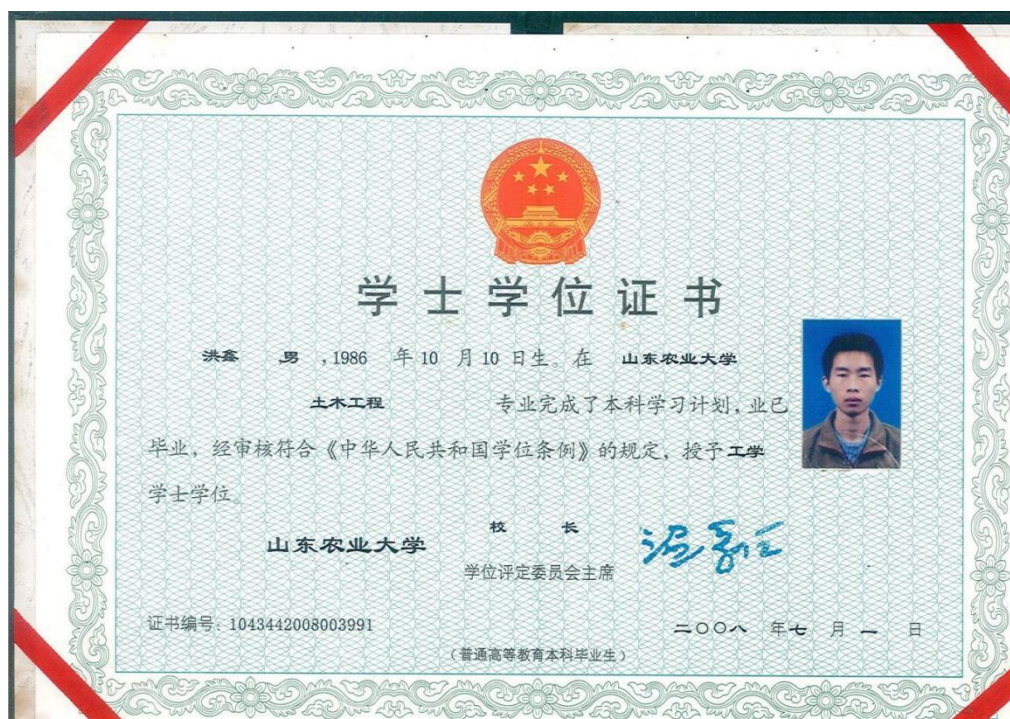 学士学位证书
洪鑫 男,1986 年10 月10日生。在 山东农业大学
土木工程 专业完成了本科学习计划,业已
毕业,经审核符合《中华人民共和国学位条例》的规定,授予工学
学士学位。
校 长
山东农业大学
学位评定委员会主席
证书编号:1043442008003991
二〇〇八 年七 月 一 日
(普通高等教育本科毕业生)